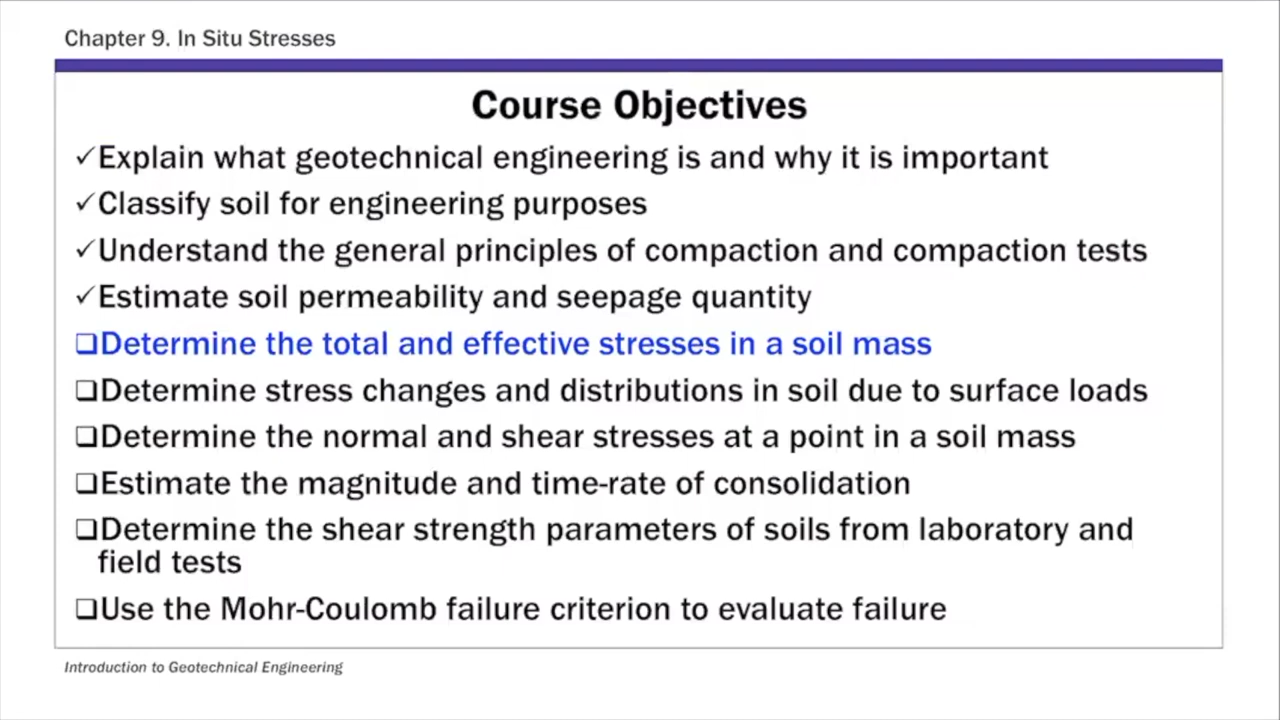 Chapter 9. In Situ Stresses
Course Objectives
✓Explain what geotechnical engineering is and why it is important
✓Classify soil for engineering purposes
✓Understand the general principles of compaction and compaction tests
✓Estimate soil permeability and seepage quantity
❑Determine the total and effective stresses in a soil mass
❑Determine stress changes and distributions in soil due to surface loads
❑Determine the normal and shear stresses at a point in a soil mass
❑Estimate the magnitude and time-rate of consolidation
❑Determine the shear strength parameters of soils from laboratory and
field tests
❑Use the Mohr-Coulomb failure criterion to evaluate failure
Introduction to Geotechnical Engineering